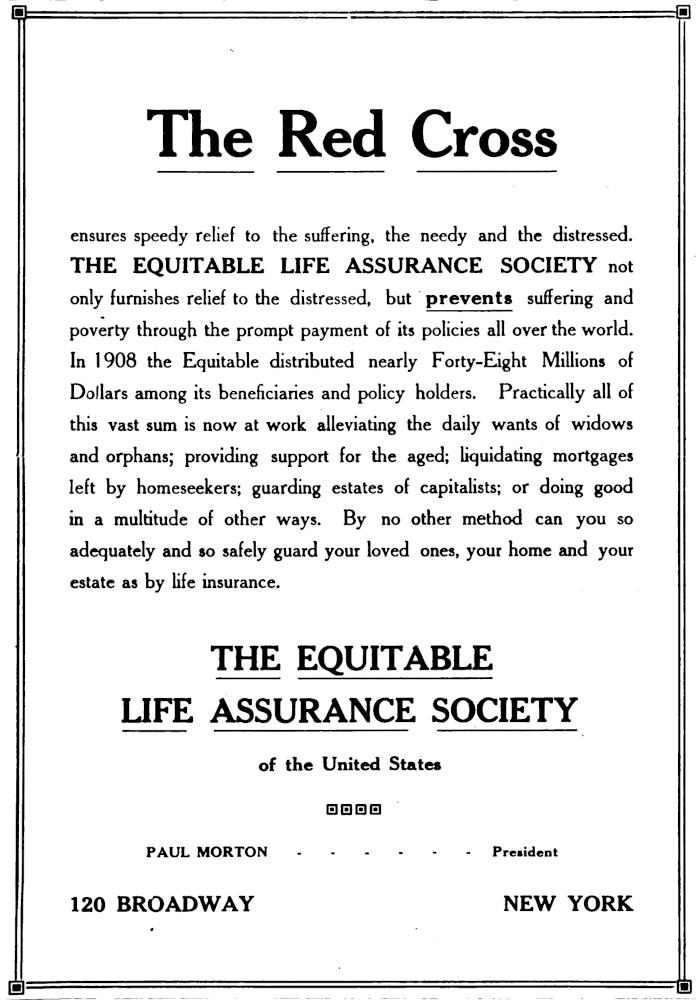 The Red Cross
ensures speedy relief to the suffering, the needy and the distressed.
THE EQUITABLE LIFE ASSURANCE SOCIETY not
only furnishes relief to the distressed, but prevents suffering and
poverty through the prompt payment of its policies all over the world.
In 1908 the Equitable distributed nearly Forty-Eight Millions of
Dollars among its beneficiaries and policy holders. Practically all of
this vast sum is now at work alleviating the daily wants of widows
and orphans; providing support for the aged; liquidating mortgages
left by homeseekers; guarding estates of capitalists; or doing good
in a multitude of other ways. By no other method can you so
adequately and so safely guard your loved ones, your home and your
estate as by life insurance.
THE EQUITABLE
LIFE ASSURANCE SOCIETY
of the United States
PAUL MORTON - - - - - - President
120 BROADWAY NEW YORK